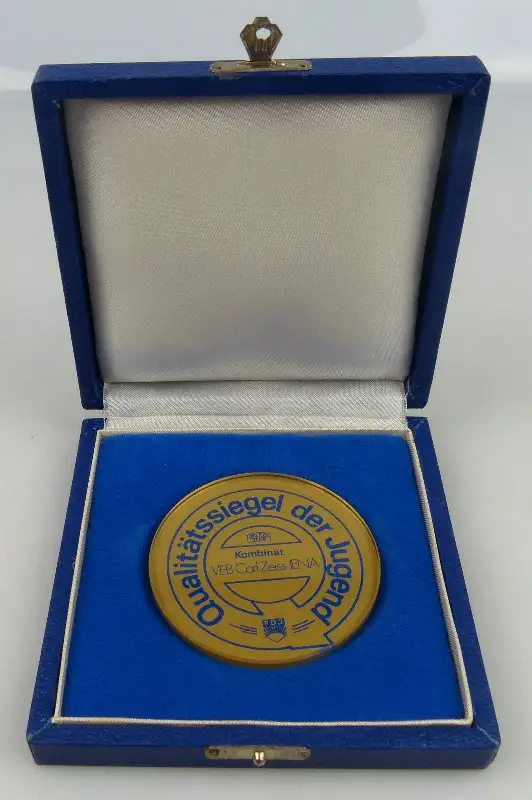 Qualitätssiegel der Jugend
Kombinat
VEB Carl Zeiss JENA
FDJ